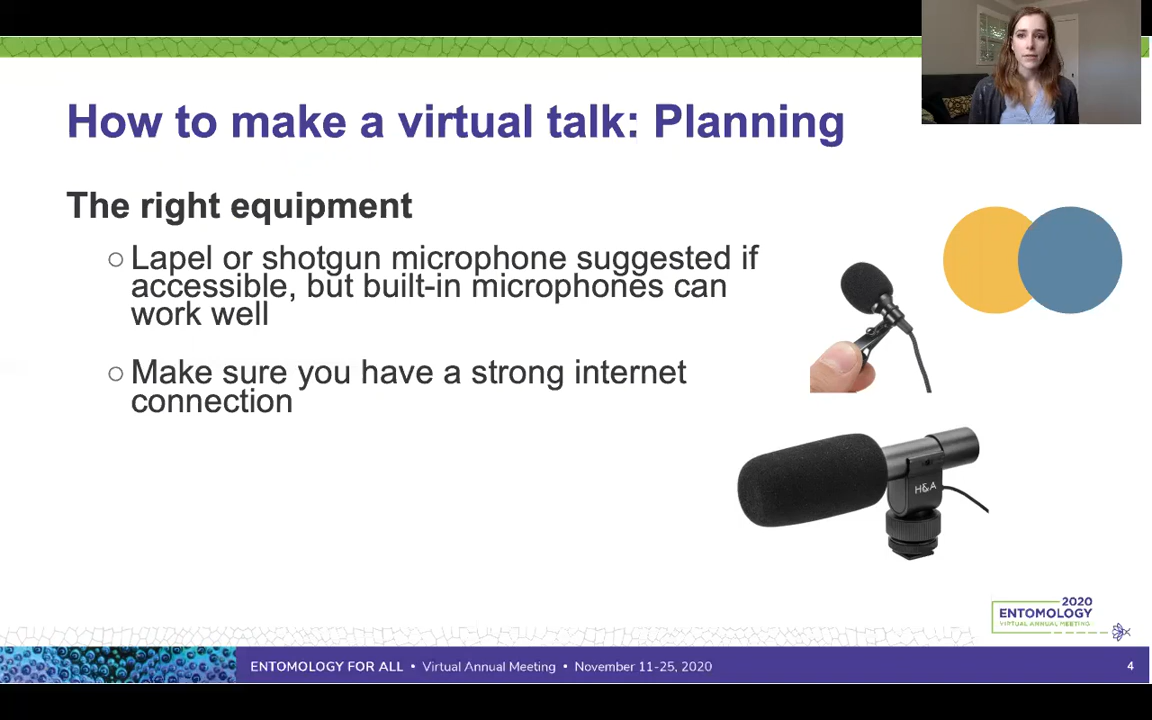 How to make a virtual talk: Planning
The right equipment
Lapel or shotgun microphone suggested if
accessible, but built-in microphones can
work well
Make sure you have a strong internet
connection
H&A
2020
ENTOMOLOGY
VIRTUAL ANNUAL MEETING
ENTOMOLOGY FOR ALL • Virtual Annual Meeting • November 11-25, 2020
4